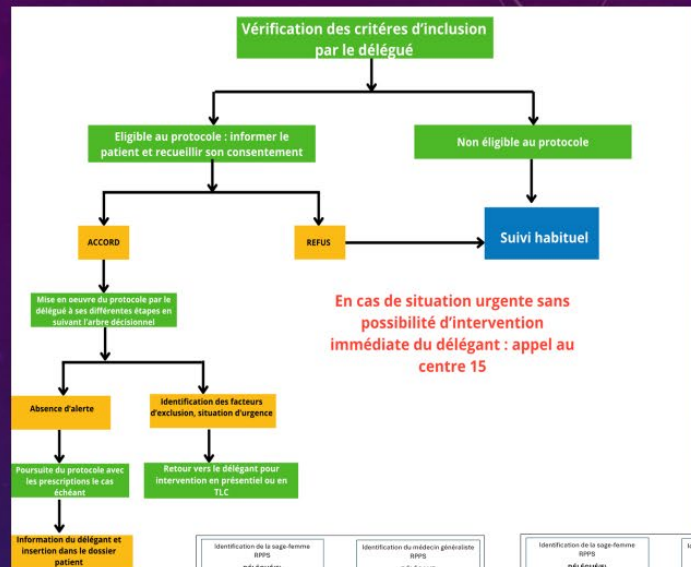 Vérification des critéres d'inclusion
par le délégué
Eligible au protocole : informer le
patient et recueillir son consentement
Non éligible au protocole
ACCORD
REFUS
Suivi habituel
Mise en oeuvre du protocole par le
délégué à ses différentes étapes en
suivant l'arbre décisionnel
En cas de situation urgente sans
possibilité d'intervention
immédiate du délégant : appel au
centre 15
Absence d'alerte
Identification des facteurs
d'exclusion, situation d'urgence
Poursuite du protocole avec
les prescriptions le cas
échéant
Retour vers le délégant pour
intervention en présentiel ou en
TLC
Information du délégant et
insertion dans le dossier
patient
Identification de la sage-femme
RPPS
Identification du médecin généraliste
RPPS
Identification de la sage-femme
RPPS